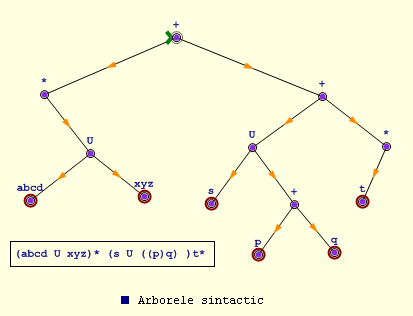 +
* +
U U *
abcd xyz s + t
p q
(abcd U xyz)* (s U ((p)q) )t*
Arborele sintactic